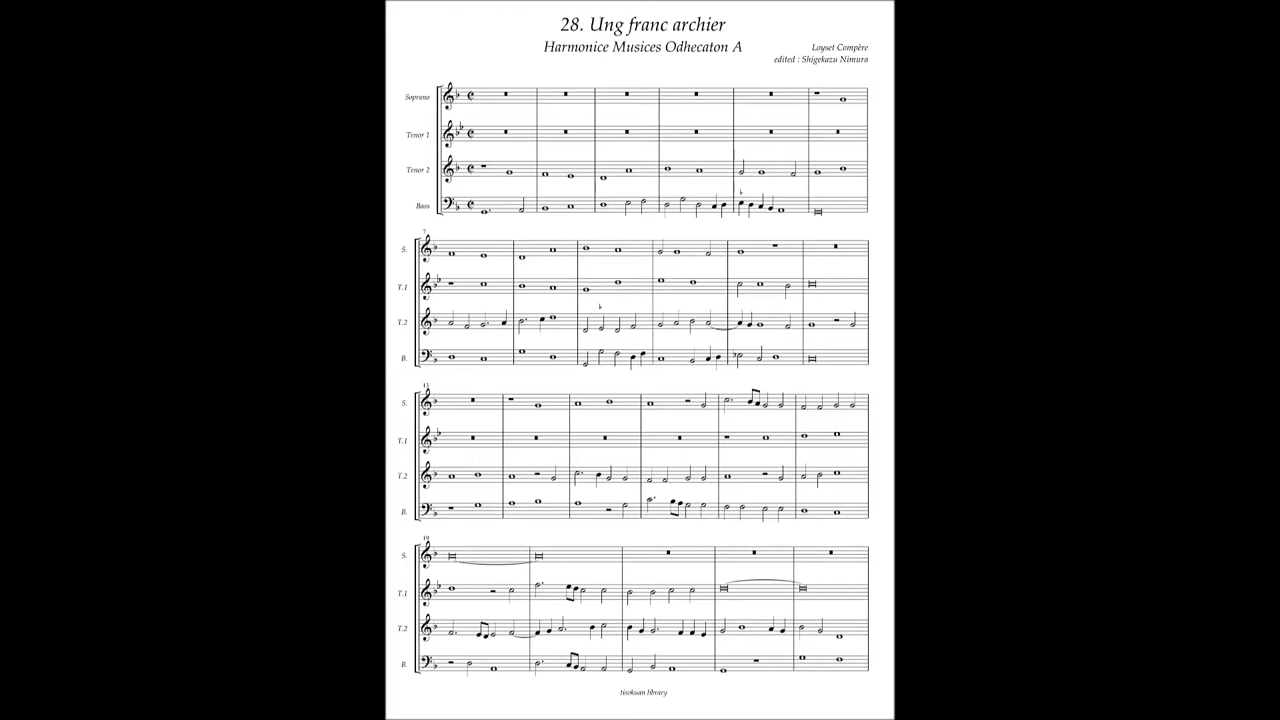 28. Ung franc archier
Harmonice Musices Odhecaton A
Loyset Compère
edited : Shigekazu Nimura
Soprano
Tenor 1
Tenor 2
Bass
7
S.
T.1
T.2
B.
13
S.
T.1
T.2
B.
19
S.
T.1
T.2
B.
tisokuan library